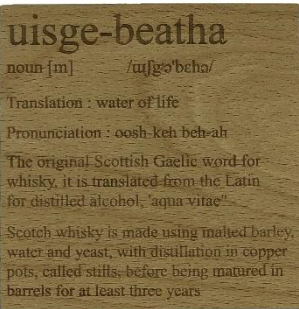 uisge-beatha
noun [m] /ɯʃgə'bɛhə/
Translation : water of life
Pronunciation : oosh-keh beh-ah
The original Scottish Gaelic word for
whisky, it is translated from the Latin
for distilled alcohol, 'aqua vitae"
Scotch whisky is made using malted barley,
water and yeast, with distillation in copper
pots, called stills, before being matured in
barrels for at least three years